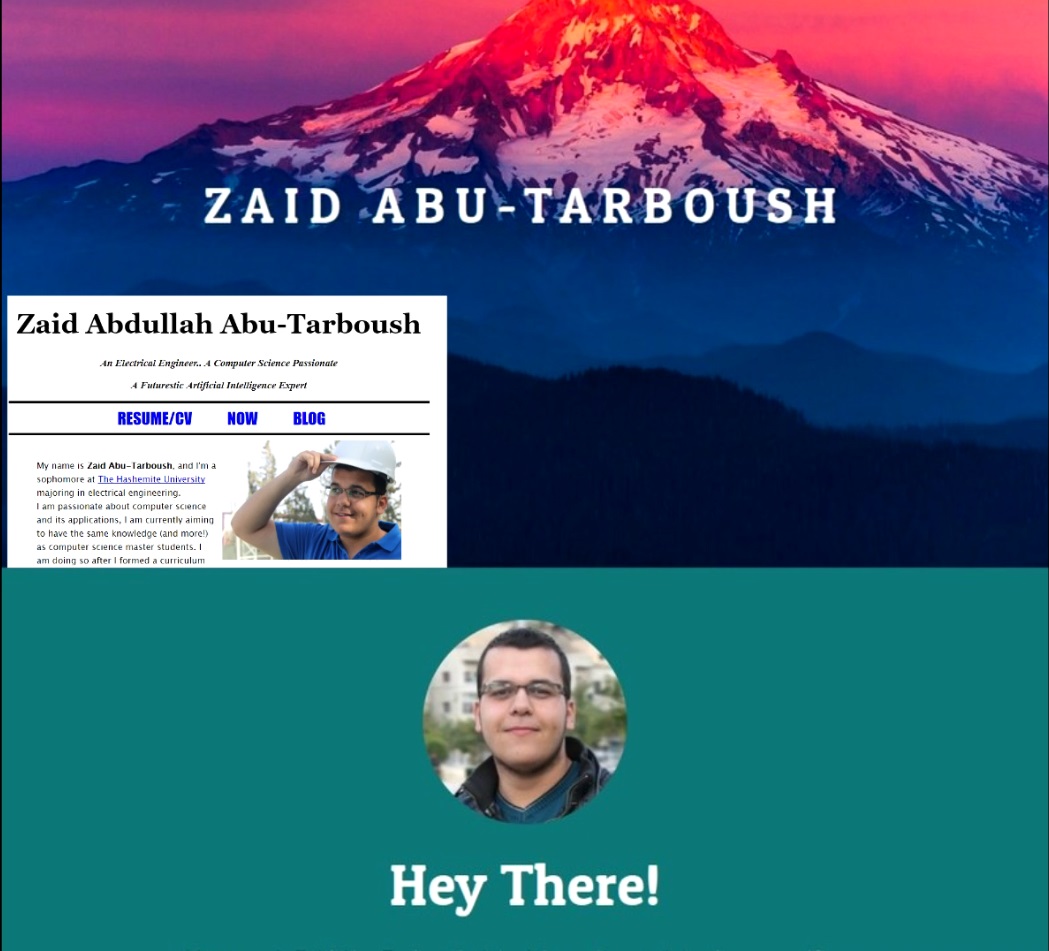 ZAID ABU-TARBOUSH
Zaid Abdullah Abu-Tarboush
An Electrical Engineer.. A Computer Science Passionate
A Futurestic Artificial Intelligence Expert
RESUME/CV NOW BLOG
My name is Zaid Abu-Tarboush, and I'm a
sophomore at The Hashemite University
majoring in electrical engineering.
I am passionate about computer science
and its applications, I am currently aiming
to have the same knowledge (and more!)
as computer science master students. I
am doing so after I formed a curriculum
Hey There!